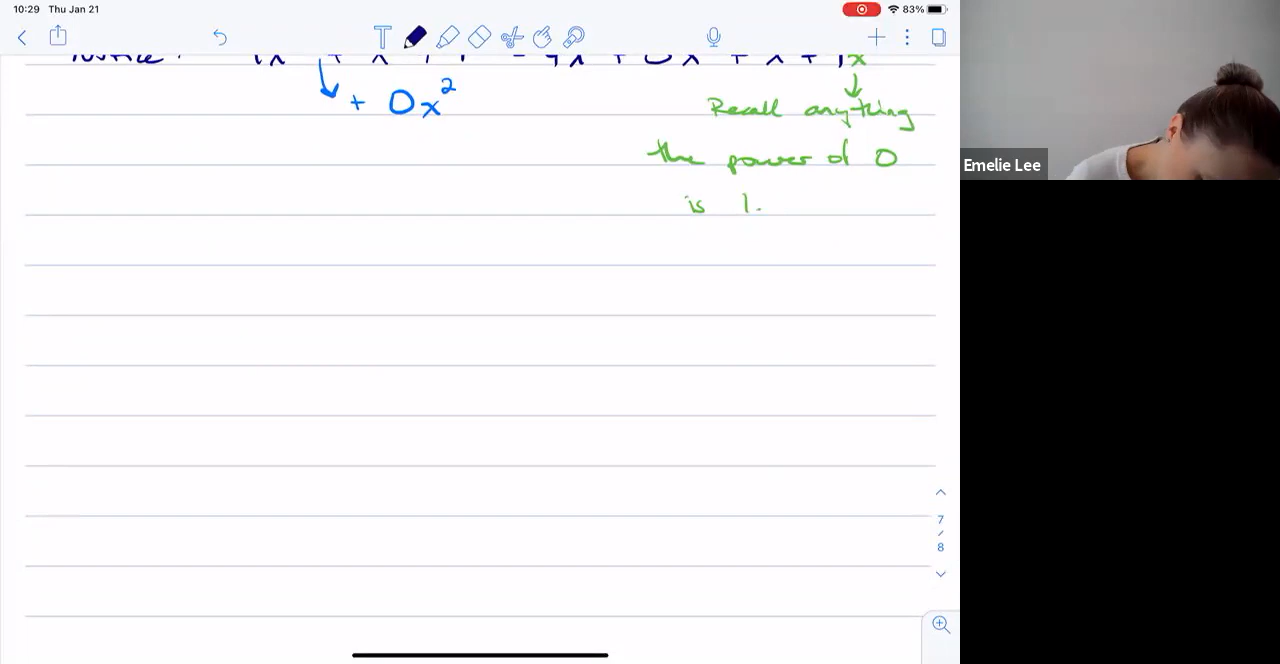 10:29 Thu Jan 21
83%
T
+ 0x²
Recall anything
the power of 0
is 1.
7
/
8
Emelie Lee